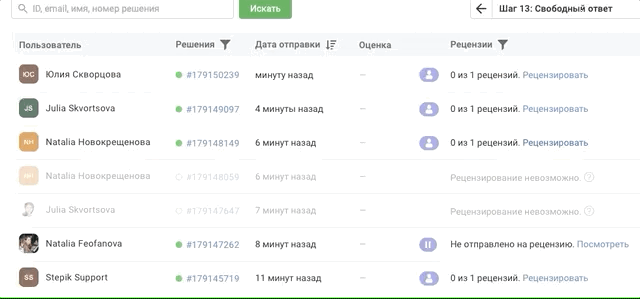 ID, email, имя, номер решения Искать Шаг 13: Свободный ответ
Пользователь Решения Дата отправки Оценка Рецензии
ЮС Юлия Скворцова #179150239 минуту назад — 0 из 1 рецензий. Рецензировать
JS Julia Skvortsova #179149097 4 минуты назад — 0 из 1 рецензий. Рецензировать
NH Natalia Новокрещенова #179148149 6 минут назад — 0 из 1 рецензий. Рецензировать
NH Natalia Новокрещенова #179148059 6 минут назад — Рецензирование невозможно ?
Julia Skvortsova #179147647 7 минут назад — Рецензирование невозможно ?
Natalia Feofanova #179147262 8 минут назад — Не отправлено на рецензию. Посмотреть
SS Stepik Support #179145719 11 минут назад — 0 из 1 рецензий. Рецензировать